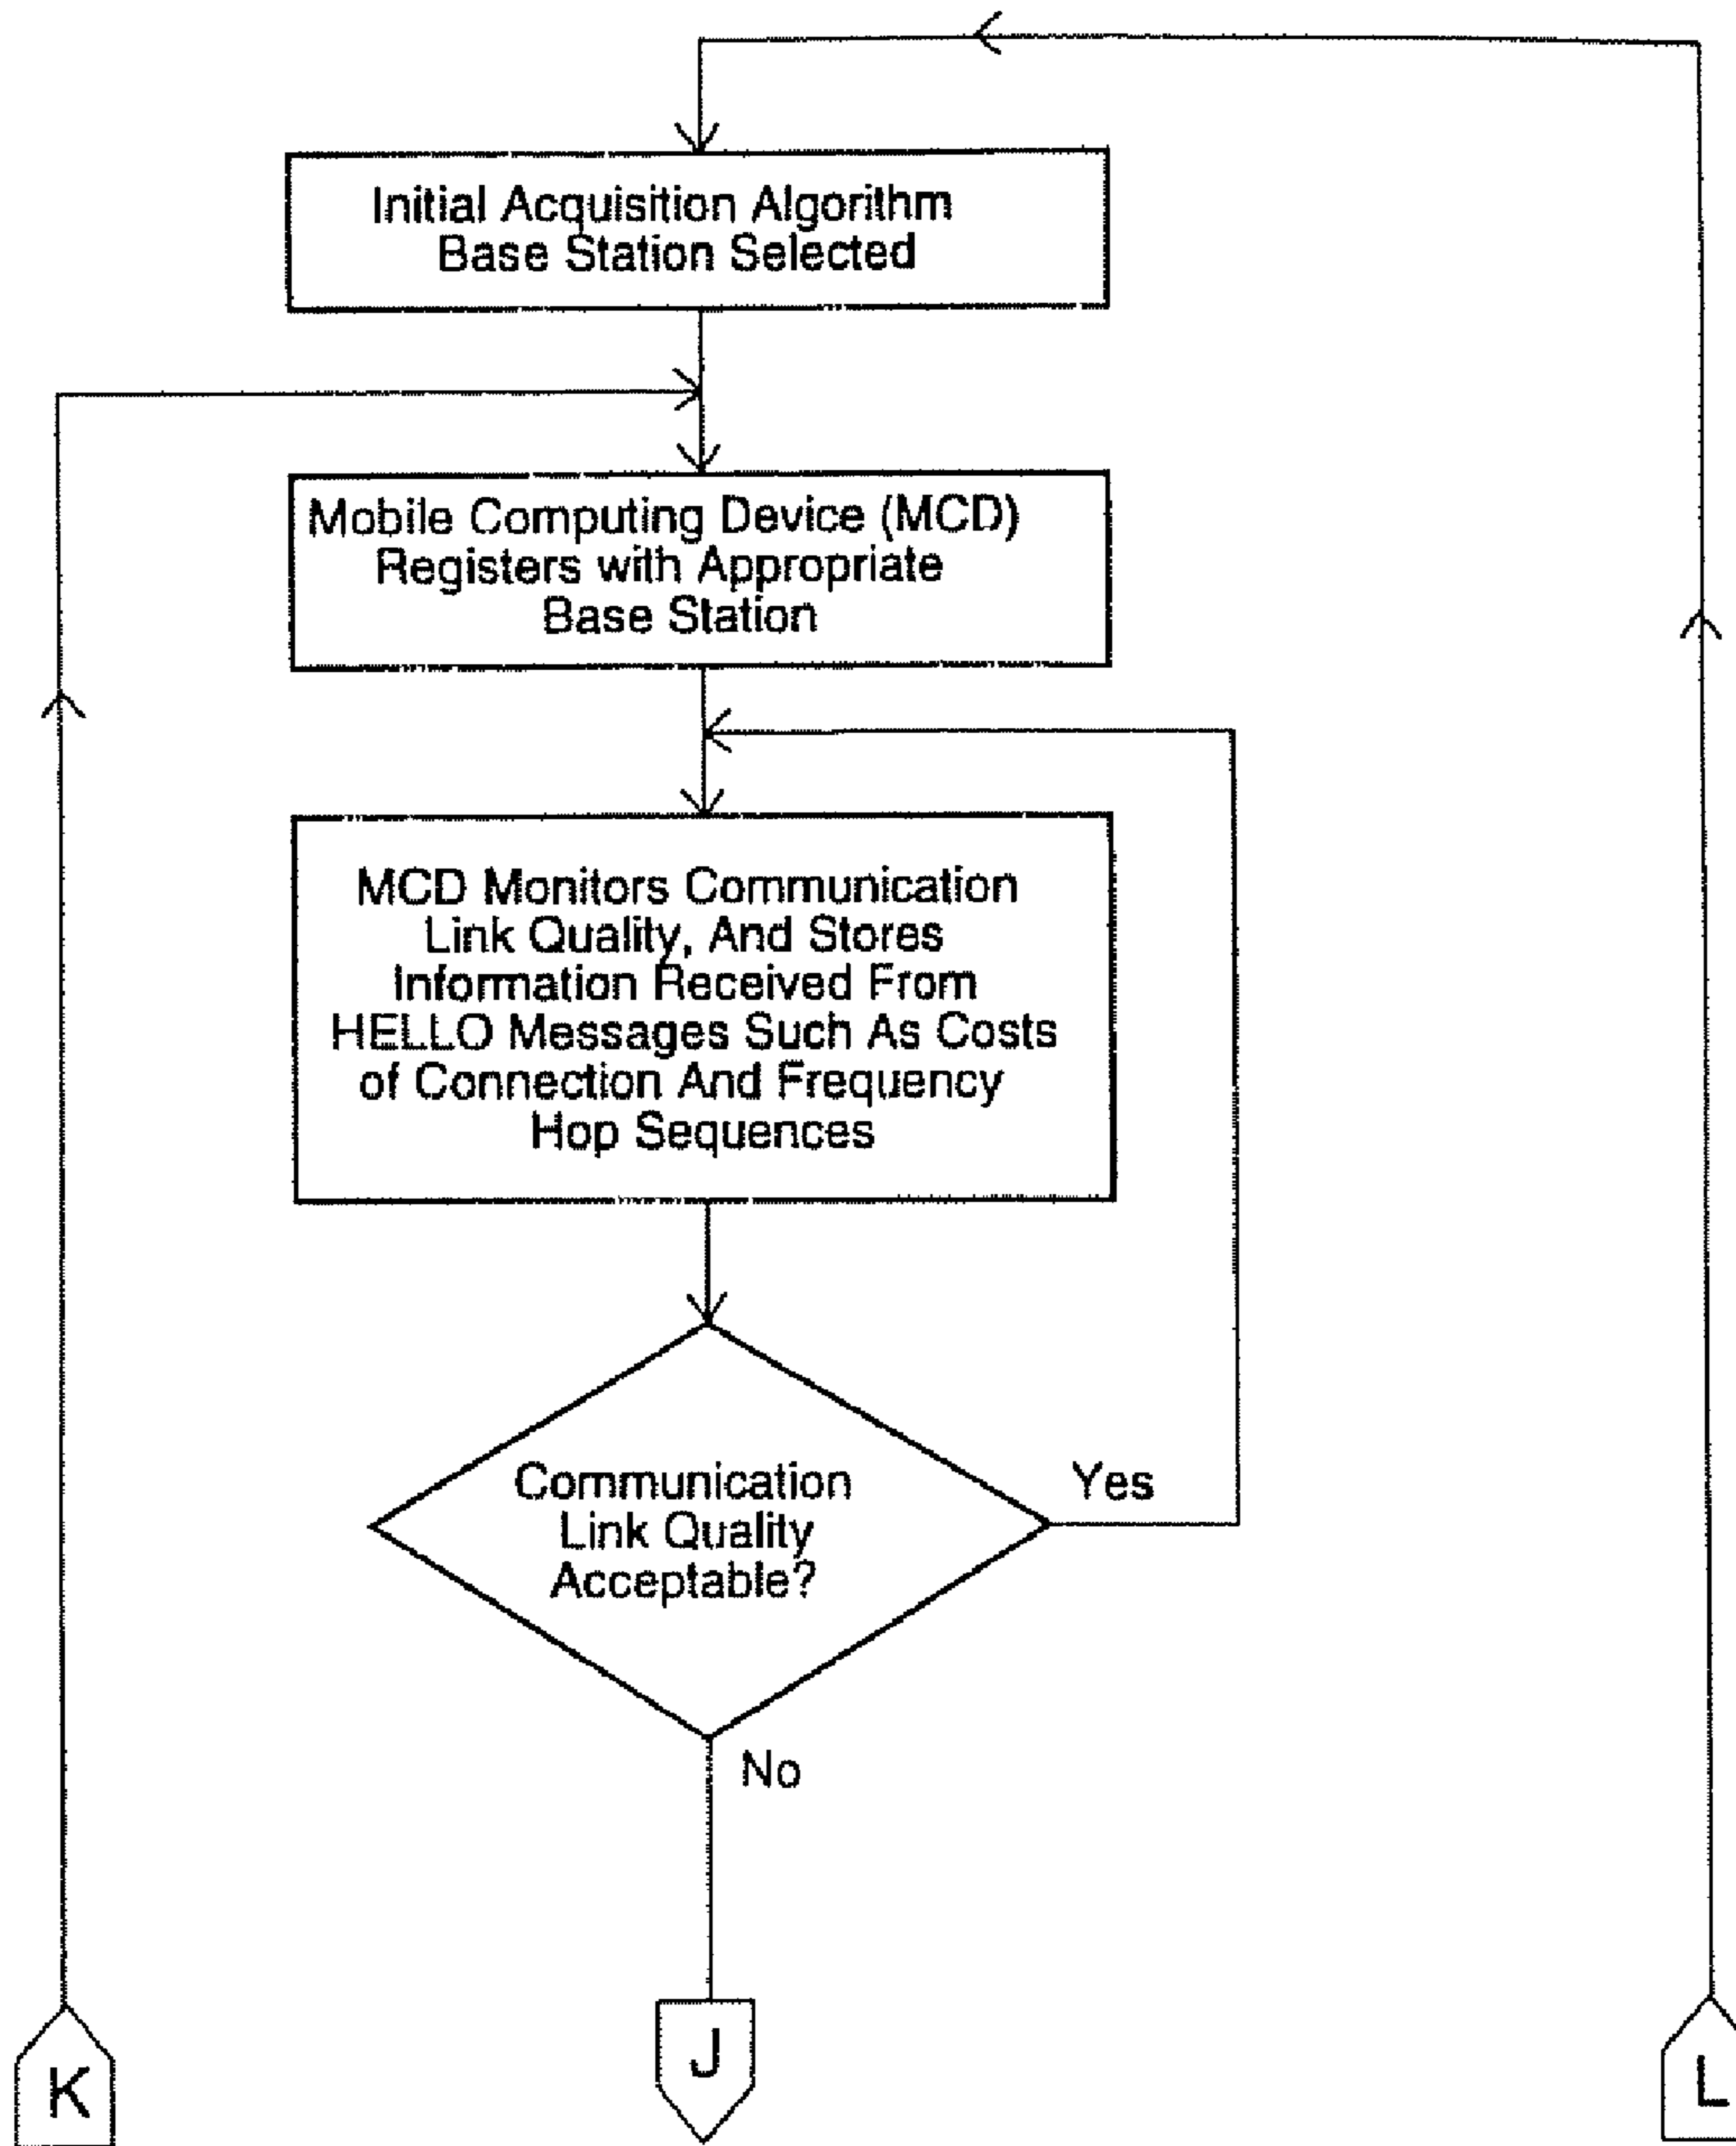 Initial Acquisition Algorithm
Base Station Selected
Mobile Computing Device (MCD)
Registers with Appropriate
Base Station
MCD Monitors Communication
Link Quality, And Stores
Information Received From
HELLO Messages Such As Costs
of Connection And Frequency
Hop Sequences
Communication
Link Quality
Acceptable?
Yes
No
K
J
L